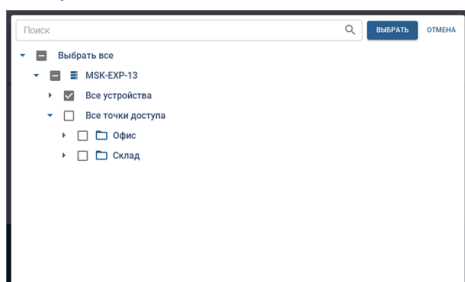 Поиск ВЫБРАТЬ ОТМЕНА
Выбрать все
MSK-EXP-13
Все устройства
Все точки доступа
Офис
Склад